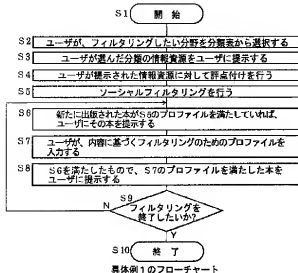 S1
開始
S2
ユーザが、フィルタリングしたい分野を分類表から選択する
S3
ユーザが選んだ分類の情報資源をユーザに提示する
S4
ユーザが提示された情報資源に対して評点付けを行う
S5
ソーシャルフィルタリングを行う
S6
新たに出版された本がS5のプロファイルを満たしていれば、
ユーザにその本を提示する
S7
ユーザが、内容に基づくフィルタリングのためのプロファイルを
入力する
S8
S6を満たしたもので、S7のプロファイルを満たした本を
ユーザに提示する
S9
N
フィルタリングを
終了したいか?
Y
S10
終了
具体例1のフローチャート